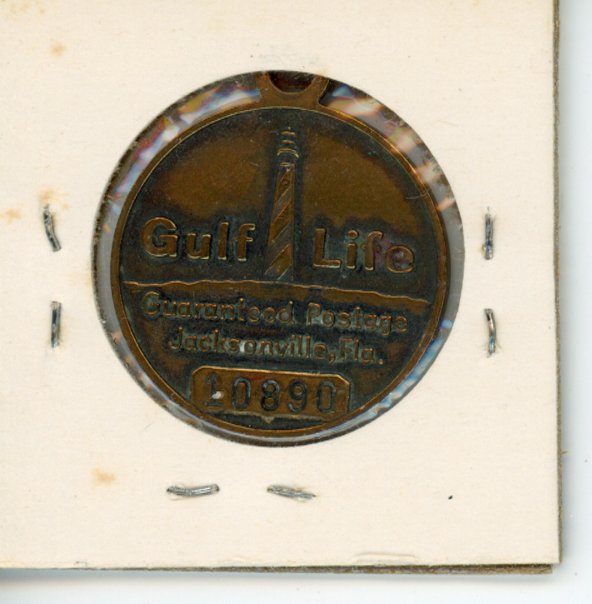 Gulf Life
Guaranteed Postage
Jacksonville, Fla.
10890